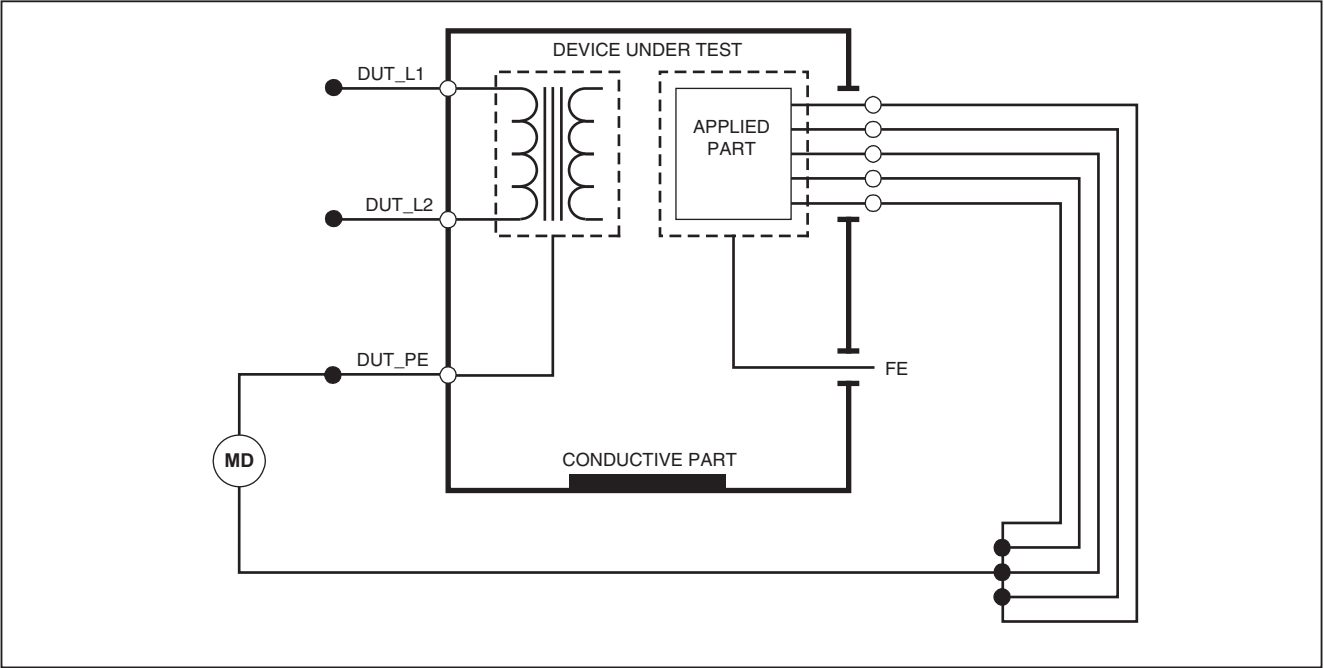 DEVICE UNDER TEST
DUT_L1
APPLIED
PART
DUT_L2
DUT_PE
FE
MD
CONDUCTIVE PART